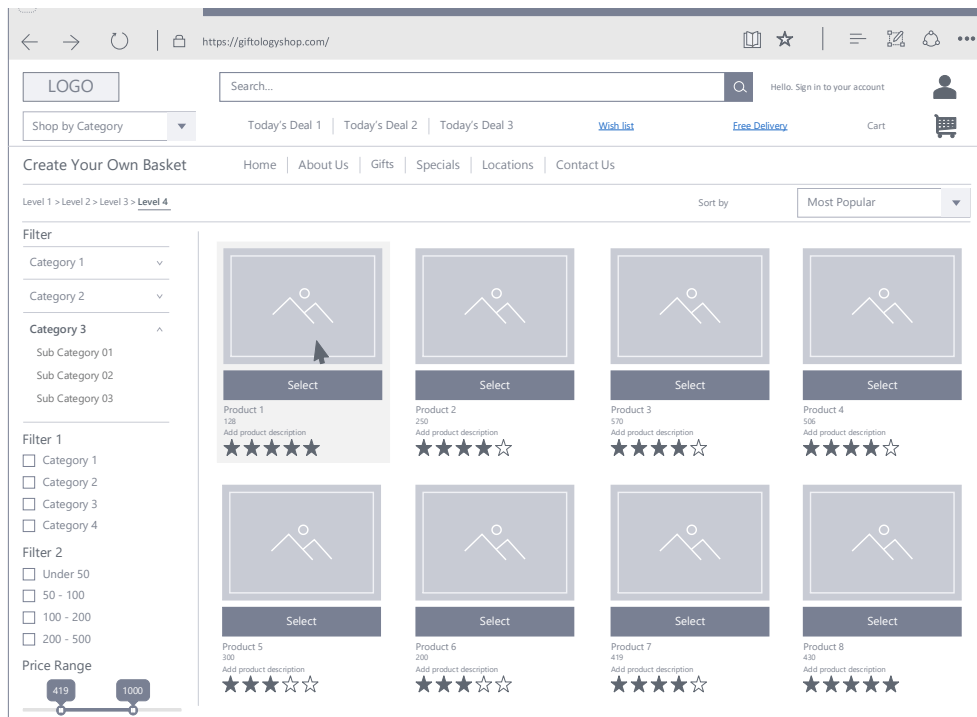 https://giftologyshop.com/
LOGO
Search...
Hello. Sign in to your account
Shop by Category
Today's Deal 1
Today's Deal 2
Today's Deal 3
Wish list
Free Delivery
Cart
Create Your Own Basket
Home
About Us
Gifts
Specials
Locations
Contact Us
Level 1 > Level 2 > Level 3 > Level 4
Sort by
Most Popular
Filter
Category 1
Category 2
Category 3
Sub Category 01
Sub Category 02
Sub Category 03
Filter 1
Category 1
Category 2
Category 3
Category 4
Filter 2
Under 50
50 - 100
100 - 200
200 - 500
Price Range
419
1000
Select
Product 1
128
Add product description
Select
Product 2
250
Add product description
Select
Product 3
570
Add product description
Select
Product 4
506
Add product description
Select
Product 5
300
Add product description
Select
Product 6
200
Add product description
Select
Product 7
419
Add product description
Select
Product 8
430
Add product description